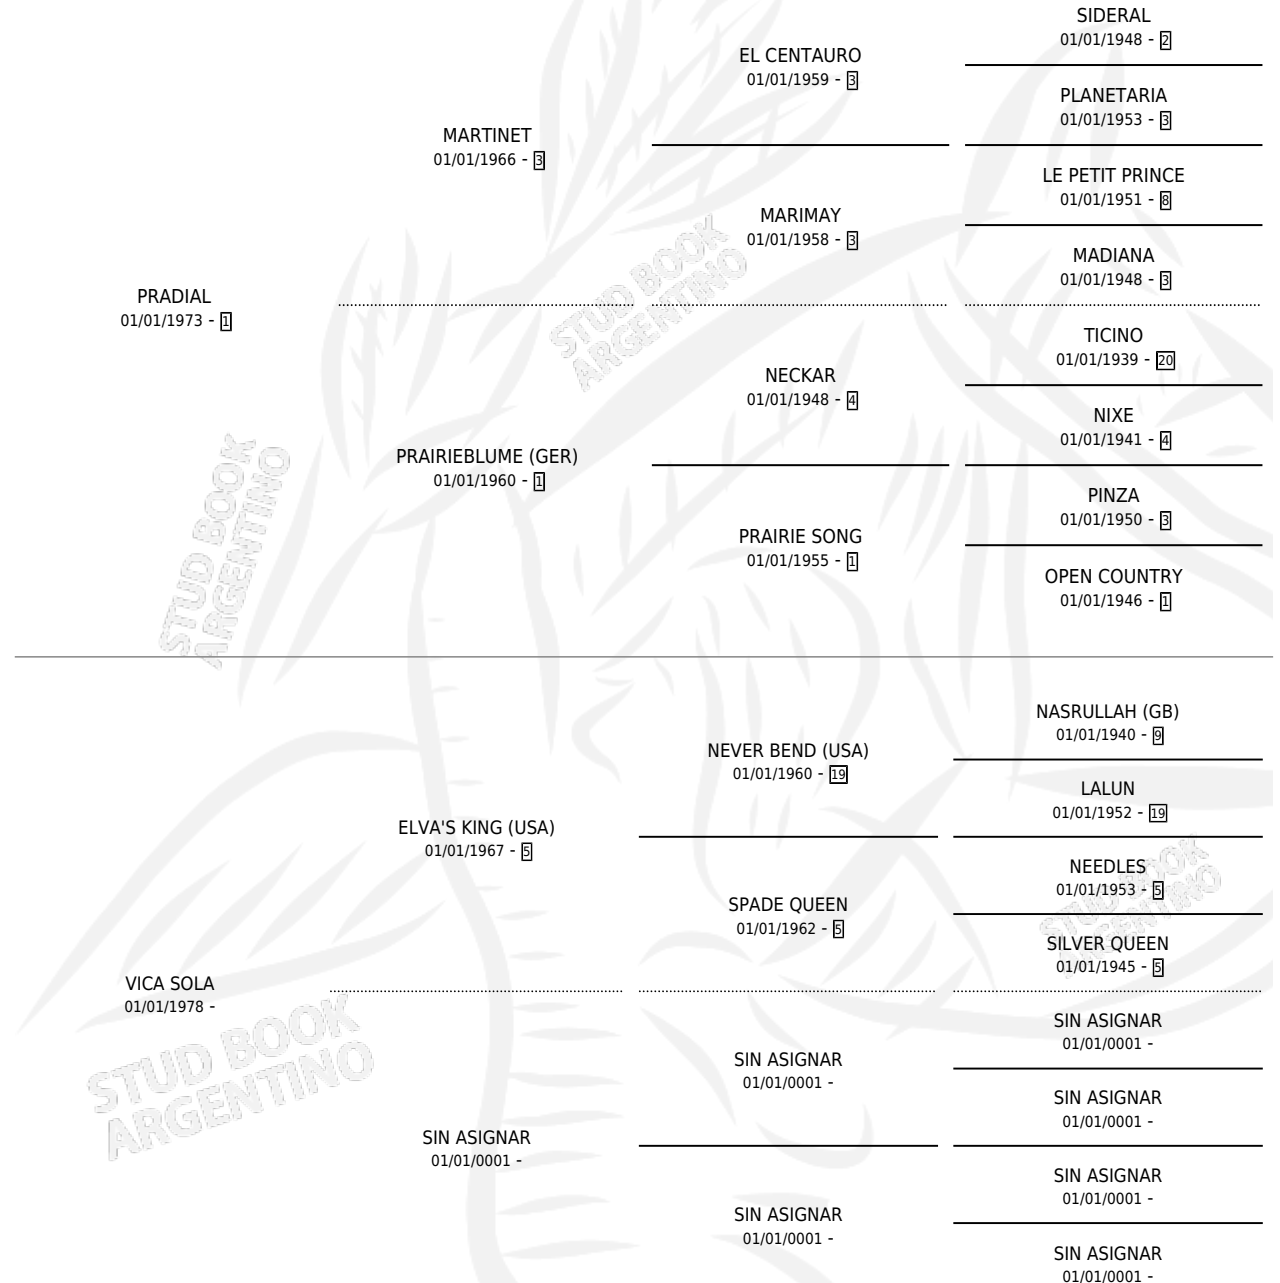 SIDERAL
01/01/1948 - 2
EL CENTAURO
01/01/1959 - 3
PLANETARIA
01/01/1953 - 3
MARTINET
01/01/1966 - 3
LE PETIT PRINCE
01/01/1951 - 8
MARIMAY
01/01/1958 - 3
MADIANA
01/01/1948 - 3
PRADIAL
01/01/1973 - 1
TICINO
01/01/1939 - 20
NECKAR
01/01/1948 - 4
NIXE
01/01/1941 - 4
PRAIRIEBLUME (GER)
01/01/1960 - 1
PINZA
01/01/1950 - 3
PRAIRIE SONG
01/01/1955 - 1
OPEN COUNTRY
01/01/1946 - 1
NASRULLAH (GB)
01/01/1940 - 9
NEVER BEND (USA)
01/01/1960 - 19
LALUN
01/01/1952 - 19
ELVA'S KING (USA)
01/01/1967 - 5
NEEDLES
01/01/1953 - 5
SPADE QUEEN
01/01/1962 - 5
SILVER QUEEN
01/01/1945 - 5
VICA SOLA
01/01/1978 -
SIN ASIGNAR
01/01/0001 -
SIN ASIGNAR
01/01/0001 -
SIN ASIGNAR
01/01/0001 -
SIN ASIGNAR
01/01/0001 -
SIN ASIGNAR
01/01/0001 -
SIN ASIGNAR
01/01/0001 -
SIN ASIGNAR
01/01/0001 -
STUD BOOK
ARGENTINO
STUD BOOK
ARGENTINO
STUD BOOK
ARGENTINO
STUD BOOK
ARGENTINO